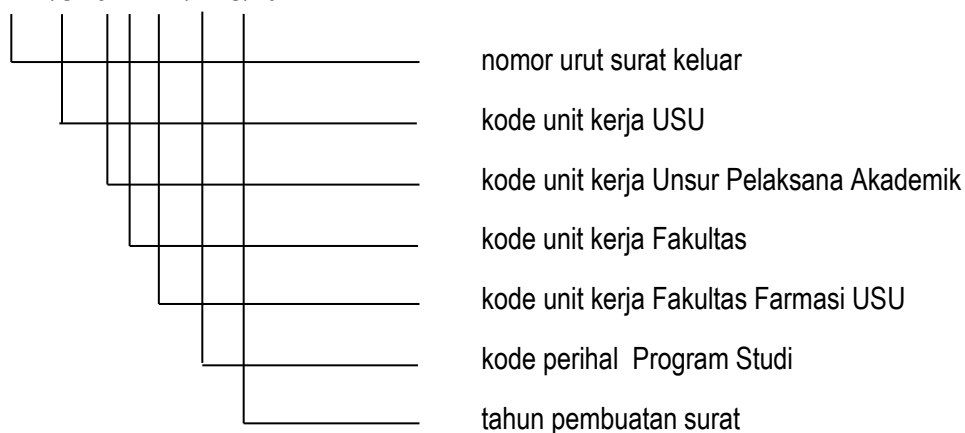 nomor urut surat keluar
kode unit kerja USU
kode unit kerja Unsur Pelaksana Akademik
kode unit kerja Fakultas
kode unit kerja Fakultas Farmasi USU
kode perihal Program Studi
tahun pembuatan surat